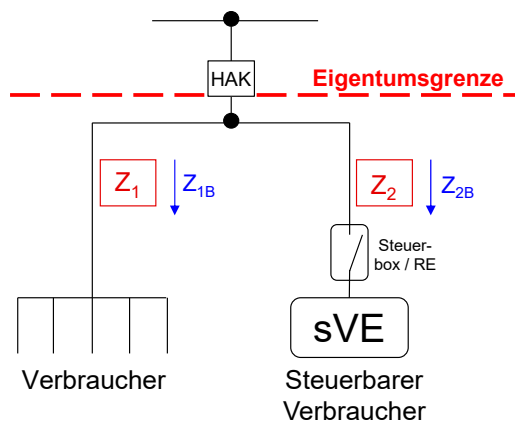 HAK
Eigentumsgrenze
Z1
Z1B
Z2
Z2B
Steuer-
box / RE
sVE
Verbraucher
Steuerbarer
Verbraucher